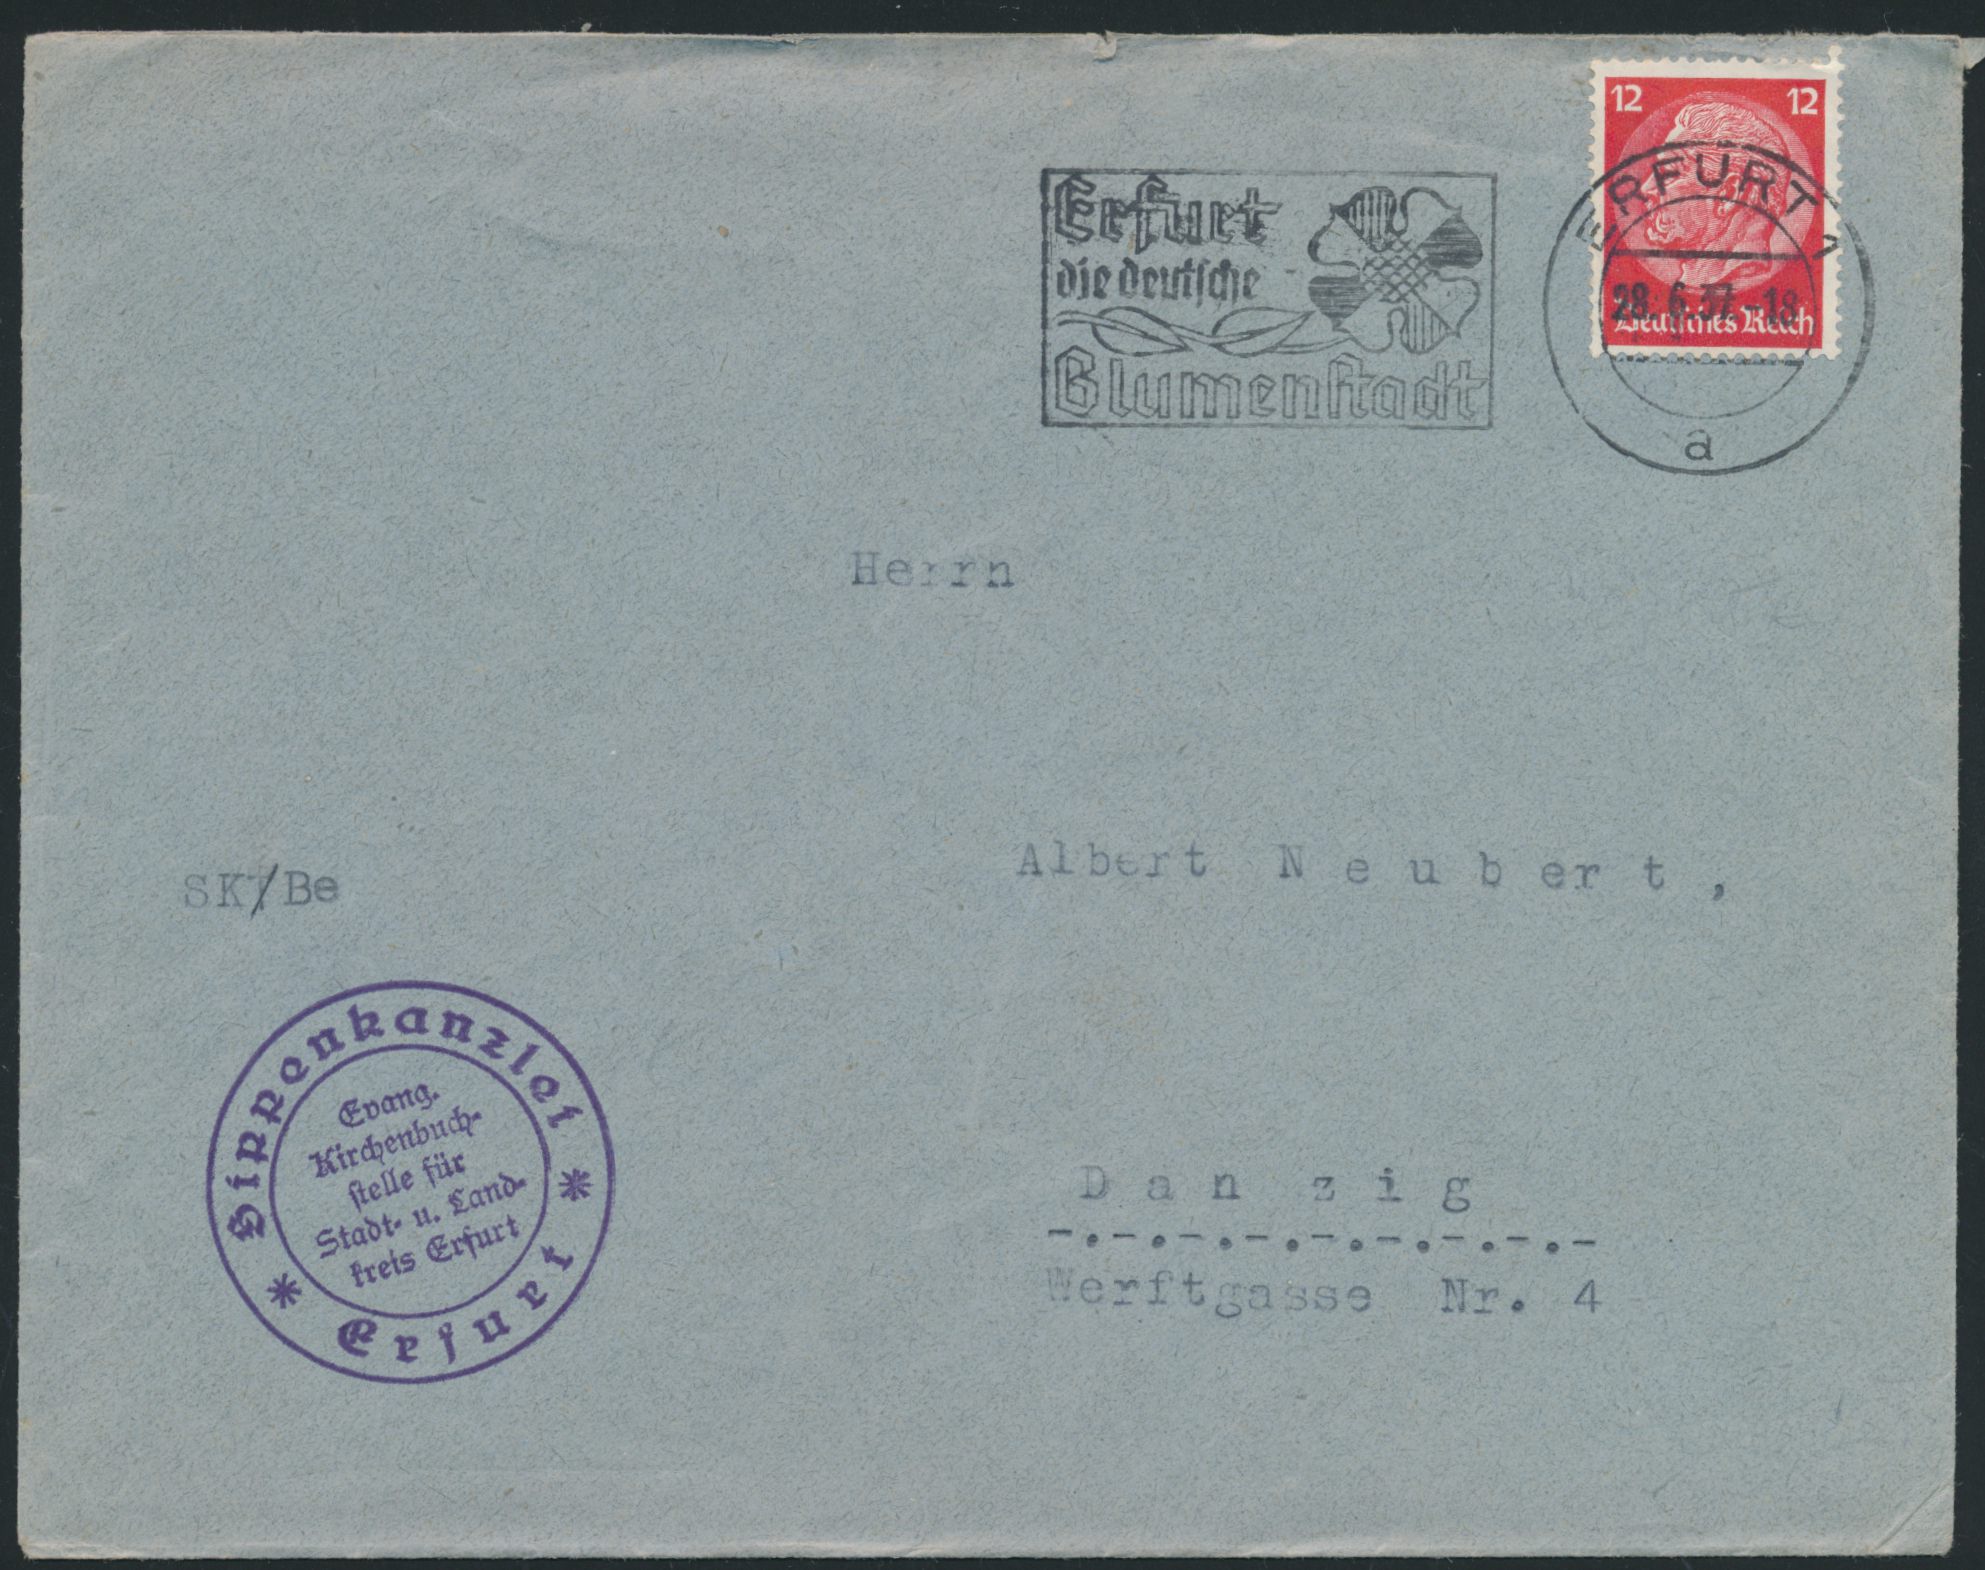 12 12
Deutsches Reich
ERFURT 1
28.6.37.-18
a
Erfurt
die deutsche
Blumenstadt
Herrn
Albert Neubert,
SK/Be
Danzig
-.-.-.-.-.-.-.-.-
Werftgasse Nr. 4
Sippenkanzlei
Evang.
Kirchenbuch-
stelle für
Stadt- u. Land-
kreis Erfurt
* Erfurt *